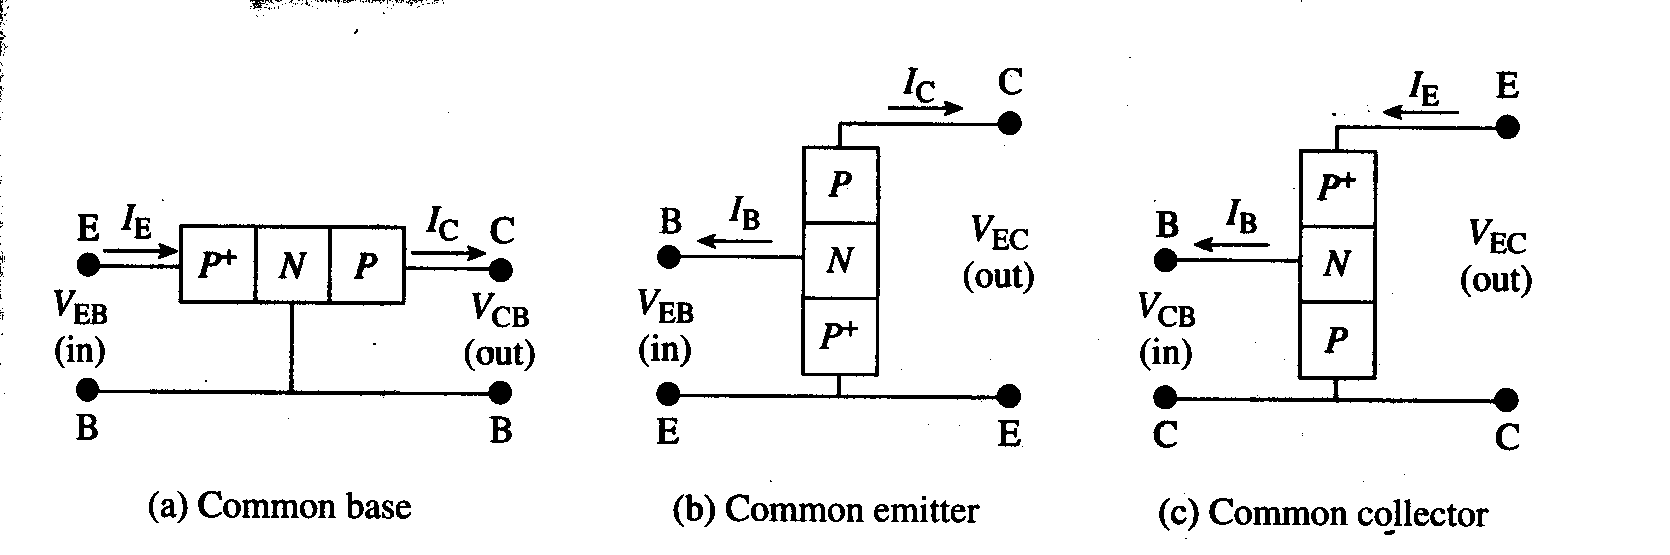 E I_E I_C C
P+ N P
V_EB
(in)
V_CB
(out)
B B
(a) Common base
I_C C
B I_B
P
N
P+
V_EB
(in)
V_EC
(out)
E E
(b) Common emitter
I_E E
B I_B
P+
N
P
V_CB
(in)
V_EC
(out)
C C
(c) Common collector